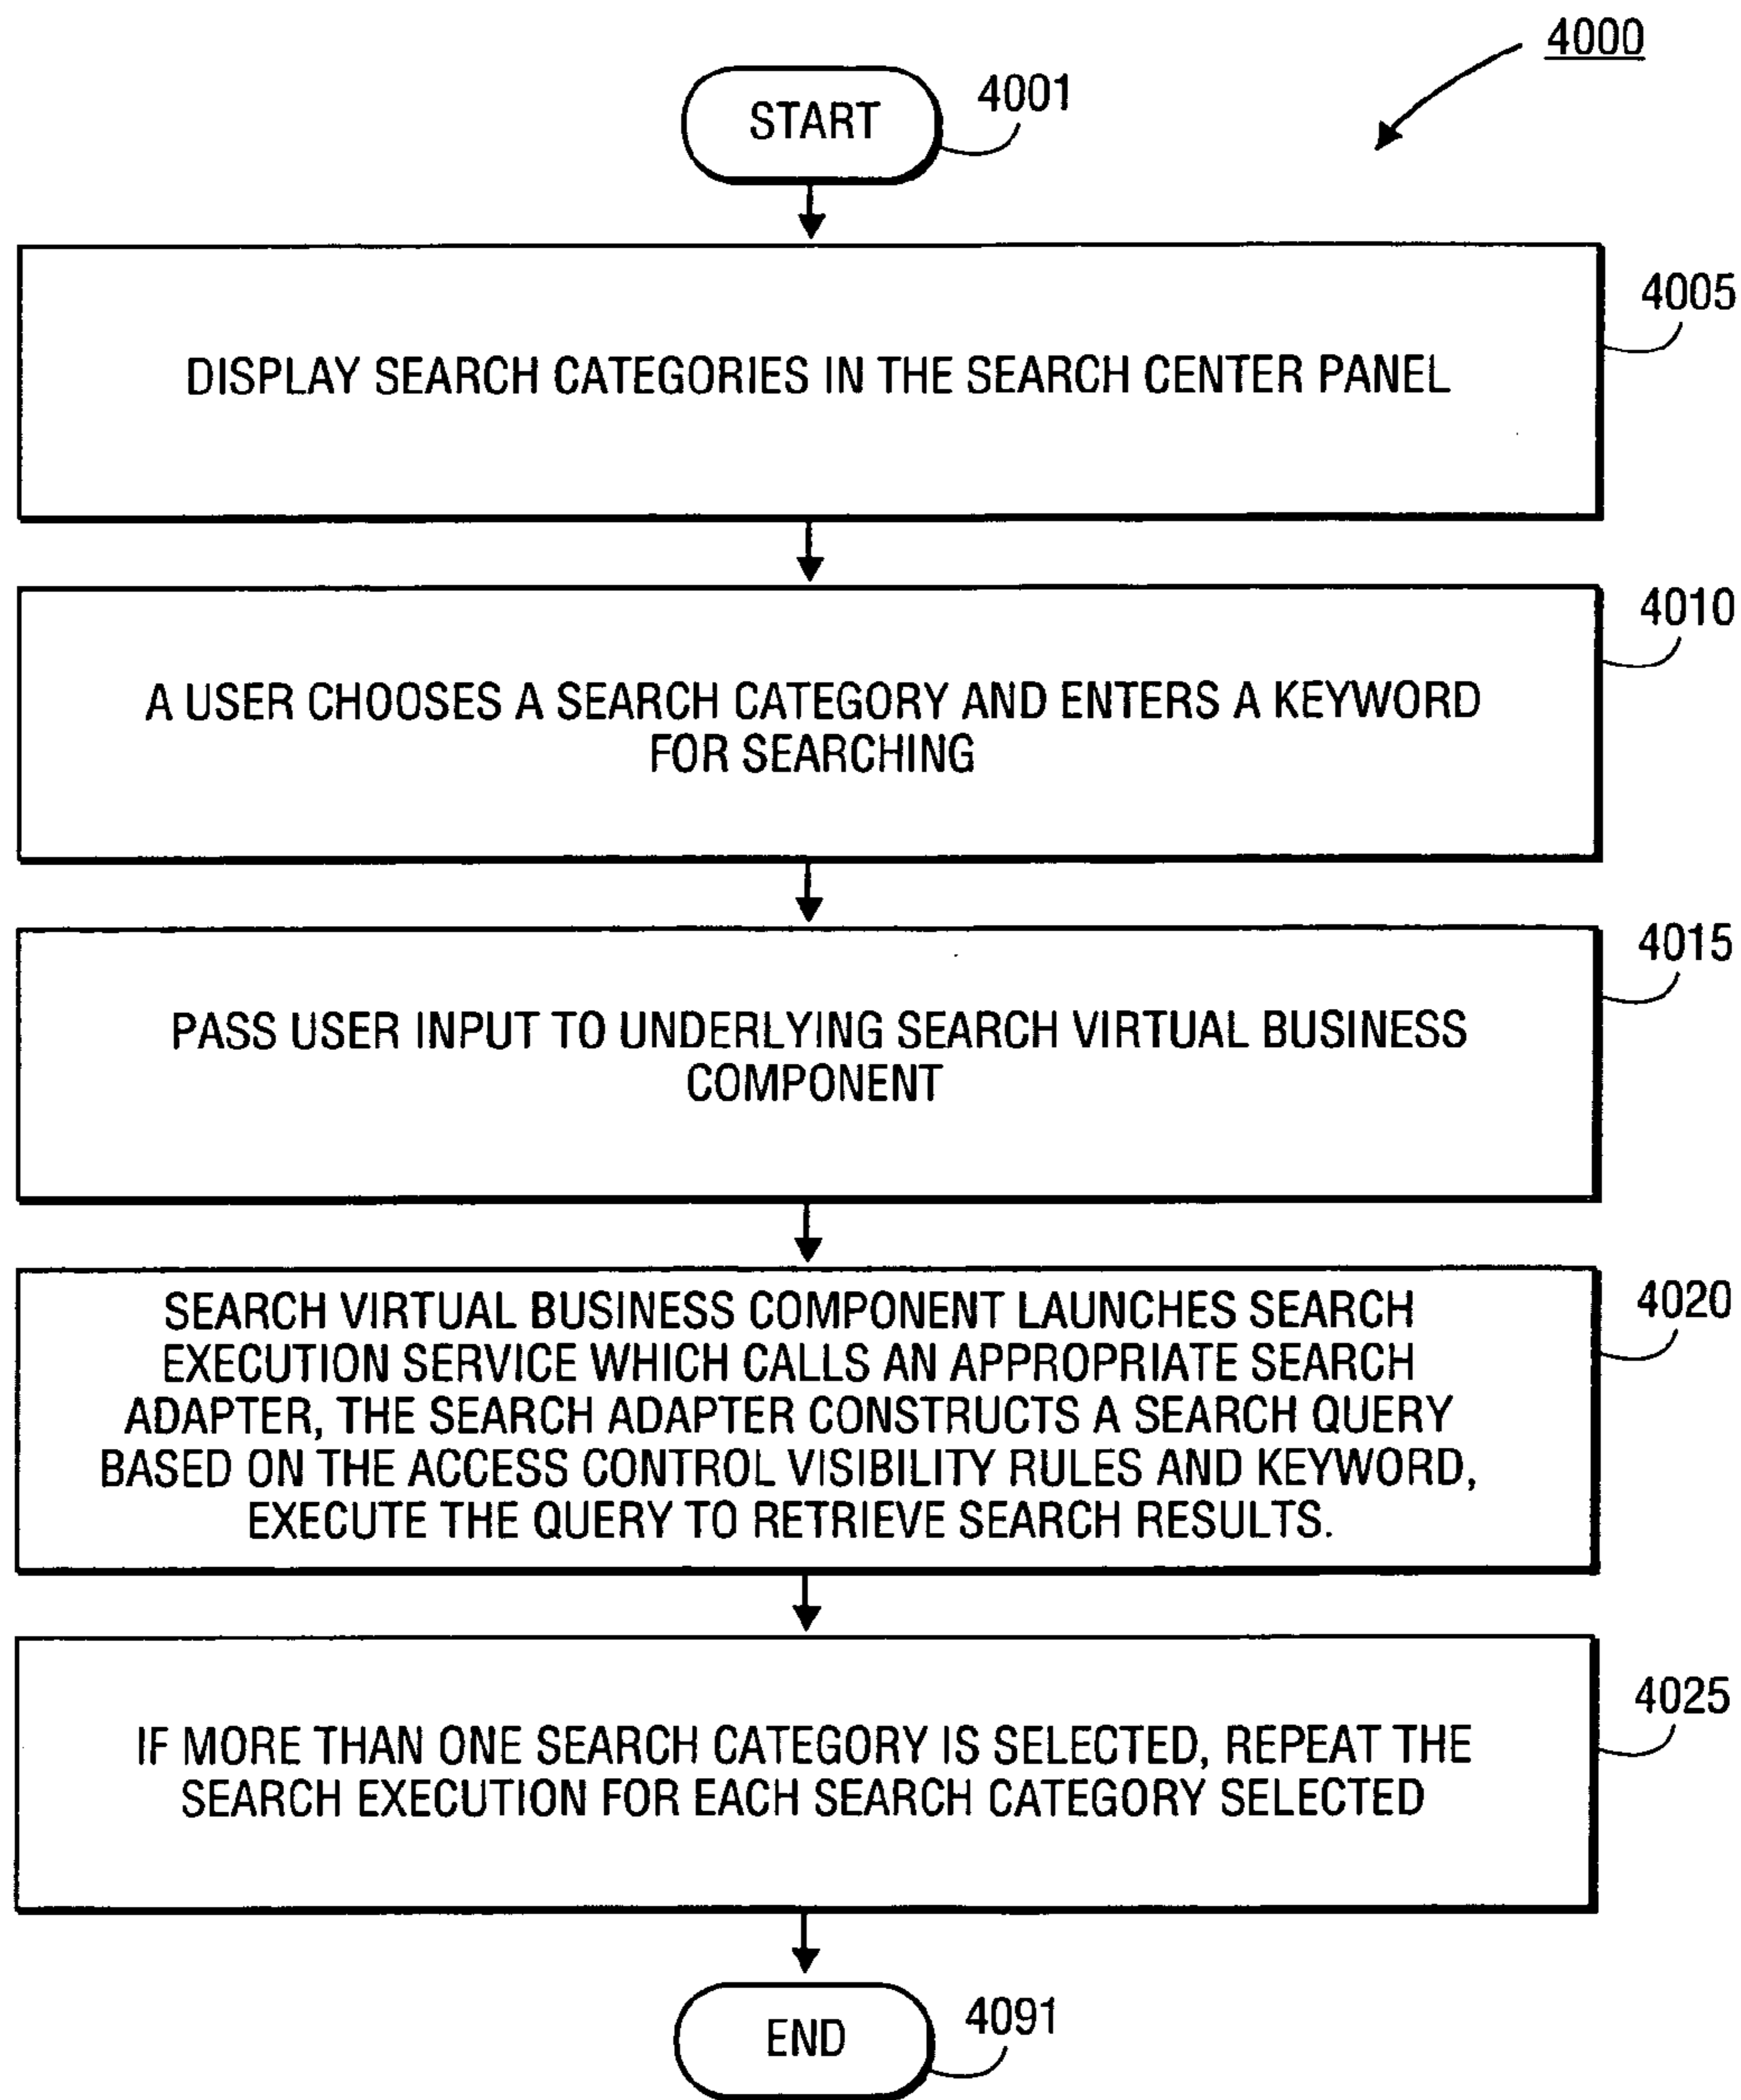 4000
START
4001
4005
DISPLAY SEARCH CATEGORIES IN THE SEARCH CENTER PANEL
4010
A USER CHOOSES A SEARCH CATEGORY AND ENTERS A KEYWORD
FOR SEARCHING
4015
PASS USER INPUT TO UNDERLYING SEARCH VIRTUAL BUSINESS
COMPONENT
4020
SEARCH VIRTUAL BUSINESS COMPONENT LAUNCHES SEARCH
EXECUTION SERVICE WHICH CALLS AN APPROPRIATE SEARCH
ADAPTER, THE SEARCH ADAPTER CONSTRUCTS A SEARCH QUERY
BASED ON THE ACCESS CONTROL VISIBILITY RULES AND KEYWORD,
EXECUTE THE QUERY TO RETRIEVE SEARCH RESULTS.
4025
IF MORE THAN ONE SEARCH CATEGORY IS SELECTED, REPEAT THE
SEARCH EXECUTION FOR EACH SEARCH CATEGORY SELECTED
END
4091